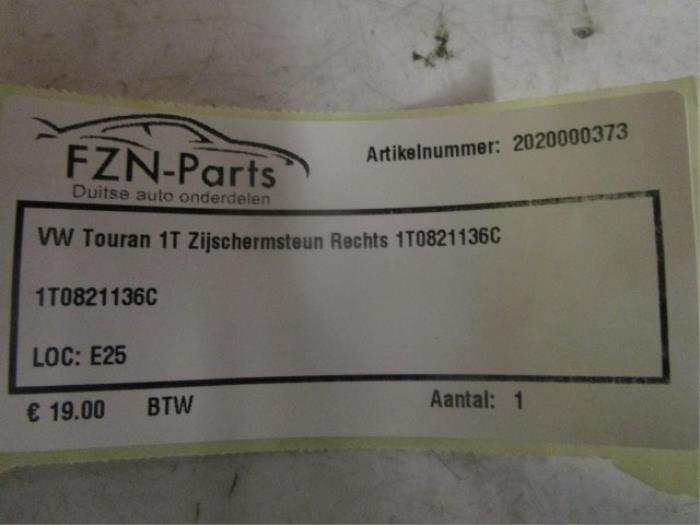 FZN-Parts
Duitse auto onderdelen
Artikelnummer: 2020000373
VW Touran 1T Zijschermsteun Rechts 1T0821136C
1T0821136C
LOC: E25
€ 19.00 BTW Aantal: 1